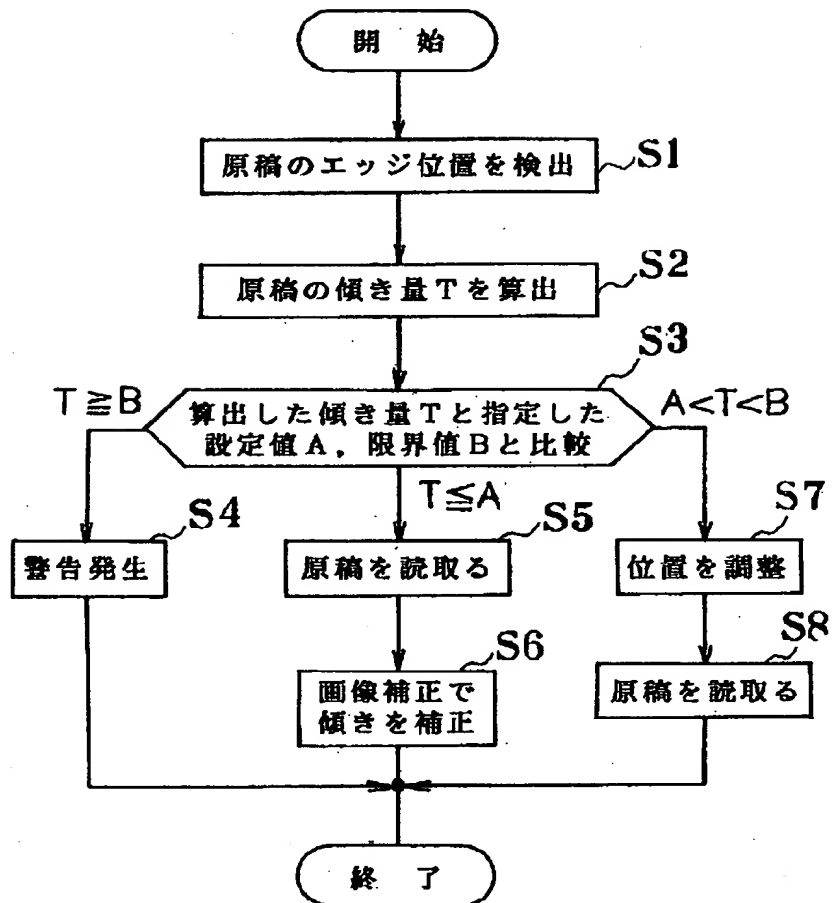 開 始
原稿のエッジ位置を検出
S1
原稿の傾き量Tを算出
S2
S3
T≧B
算出した傾き量Tと指定した
設定値A，限界値Bと比較
A<T<B
T≦A
S4
警告発生
S5
原稿を読取る
S7
位置を調整
S6
画像補正で
傾きを補正
S8
原稿を読取る
終 了